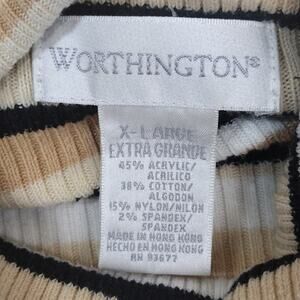 WORTHINGTON®
X-LARGE
EXTRA GRANDE
45% ACRYLIC/
ACRILICO
38% COTTON/
ALGODON
15% NYLON/NILON
2% SPANDEX/
SPANDEX
MADE IN HONG KONG
HECHO EN HONG KONG
RN 93677